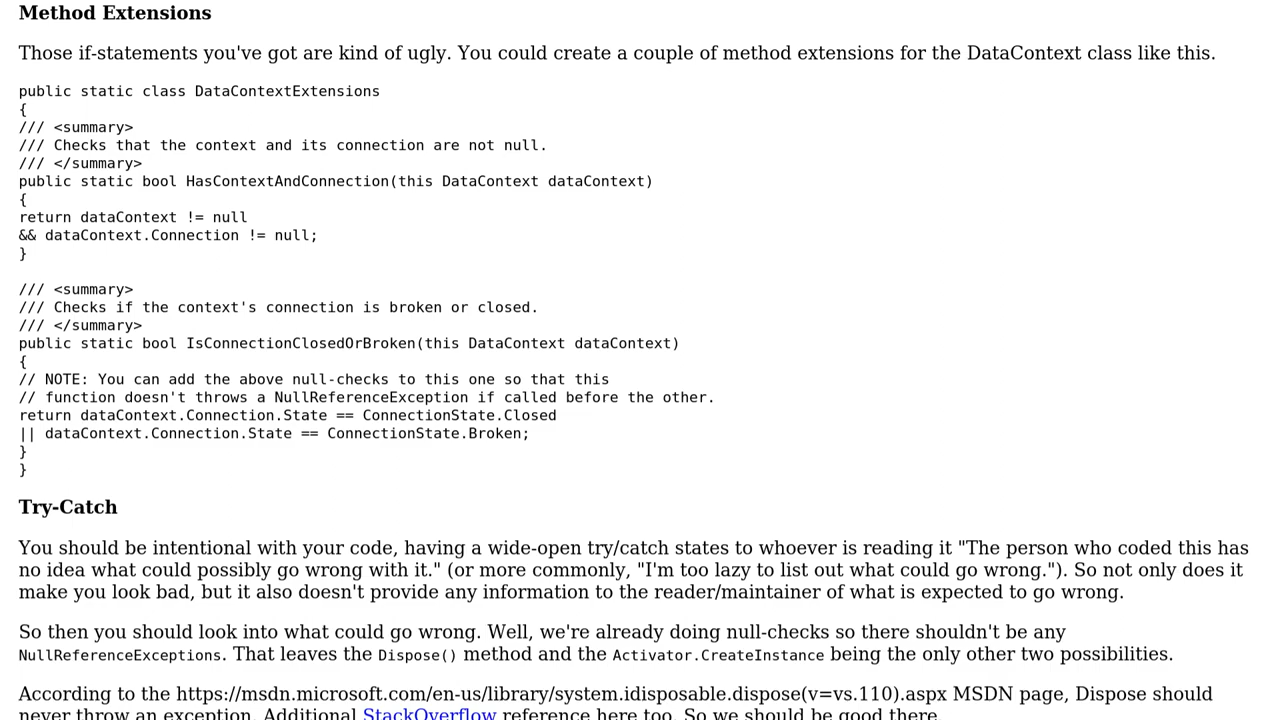 Method Extensions
Those if-statements you've got are kind of ugly. You could create a couple of method extensions for the DataContext class like this.
public static class DataContextExtensions
{
/// <summary>
/// Checks that the context and its connection are not null.
/// </summary>
public static bool HasContextAndConnection(this DataContext dataContext)
{
return dataContext != null
&& dataContext.Connection != null;
}
/// <summary>
/// Checks if the context's connection is broken or closed.
/// </summary>
public static bool IsConnectionClosedOrBroken(this DataContext dataContext)
{
// NOTE: You can add the above null-checks to this one so that this
// function doesn't throws a NullReferenceException if called before the other.
return dataContext.Connection.State == ConnectionState.Closed
|| dataContext.Connection.State == ConnectionState.Broken;
}
}
Try-Catch
You should be intentional with your code, having a wide-open try/catch states to whoever is reading it "The person who coded this has
no idea what could possibly go wrong with it." (or more commonly, "I'm too lazy to list out what could go wrong."). So not only does it
make you look bad, but it also doesn't provide any information to the reader/maintainer of what is expected to go wrong.
So then you should look into what could go wrong. Well, we're already doing null-checks so there shouldn't be any
NullReferenceExceptions. That leaves the Dispose() method and the Activator.CreateInstance being the only other two possibilities.
According to the https://msdn.microsoft.com/en-us/library/system.idisposable.dispose(v=vs.110).aspx MSDN page, Dispose should
never throw an exception. Additional StackOverflow reference here too. So we should be good there.